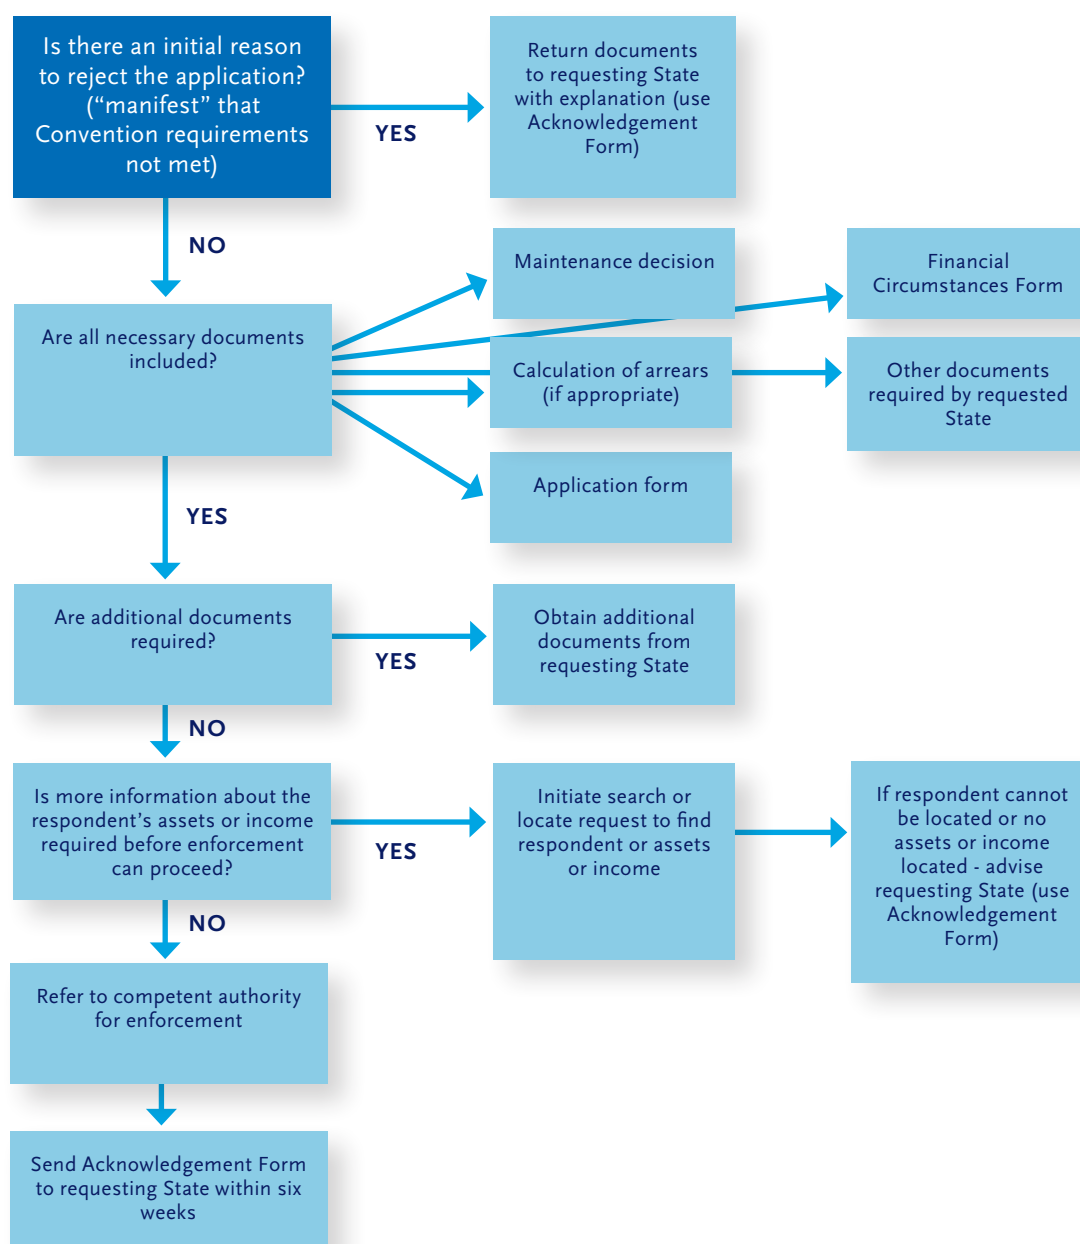 Is there an initial reason
to reject the application?
(“manifest” that
Convention requirements
not met)
YES
Return documents
to requesting State
with explanation (use
Acknowledgement
Form)
NO
Are all necessary documents
included?
Maintenance decision
Financial
Circumstances Form
Calculation of arrears
(if appropriate)
Other documents
required by requested
State
Application form
YES
Are additional documents
required?
YES
Obtain additional
documents from
requesting State
NO
Is more information about the
respondent’s assets or income
required before enforcement
can proceed?
YES
Initiate search or
locate request to find
respondent or assets
or income
If respondent cannot
be located or no
assets or income
located - advise
requesting State (use
Acknowledgement
Form)
NO
Refer to competent authority
for enforcement
Send Acknowledgement Form
to requesting State within six
weeks